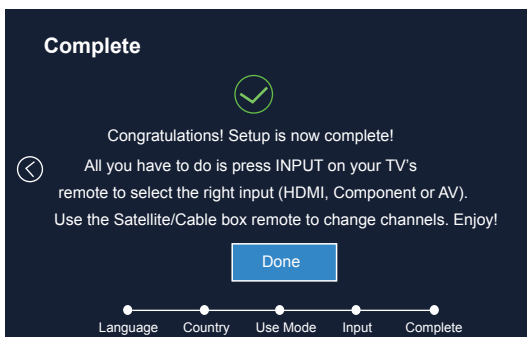 Complete
Congratulations! Setup is now complete!
All you have to do is press INPUT on your TV's
remote to select the right input (HDMI, Component or AV).
Use the Satellite/Cable box remote to change channels. Enjoy!
Done
Language Country Use Mode Input Complete